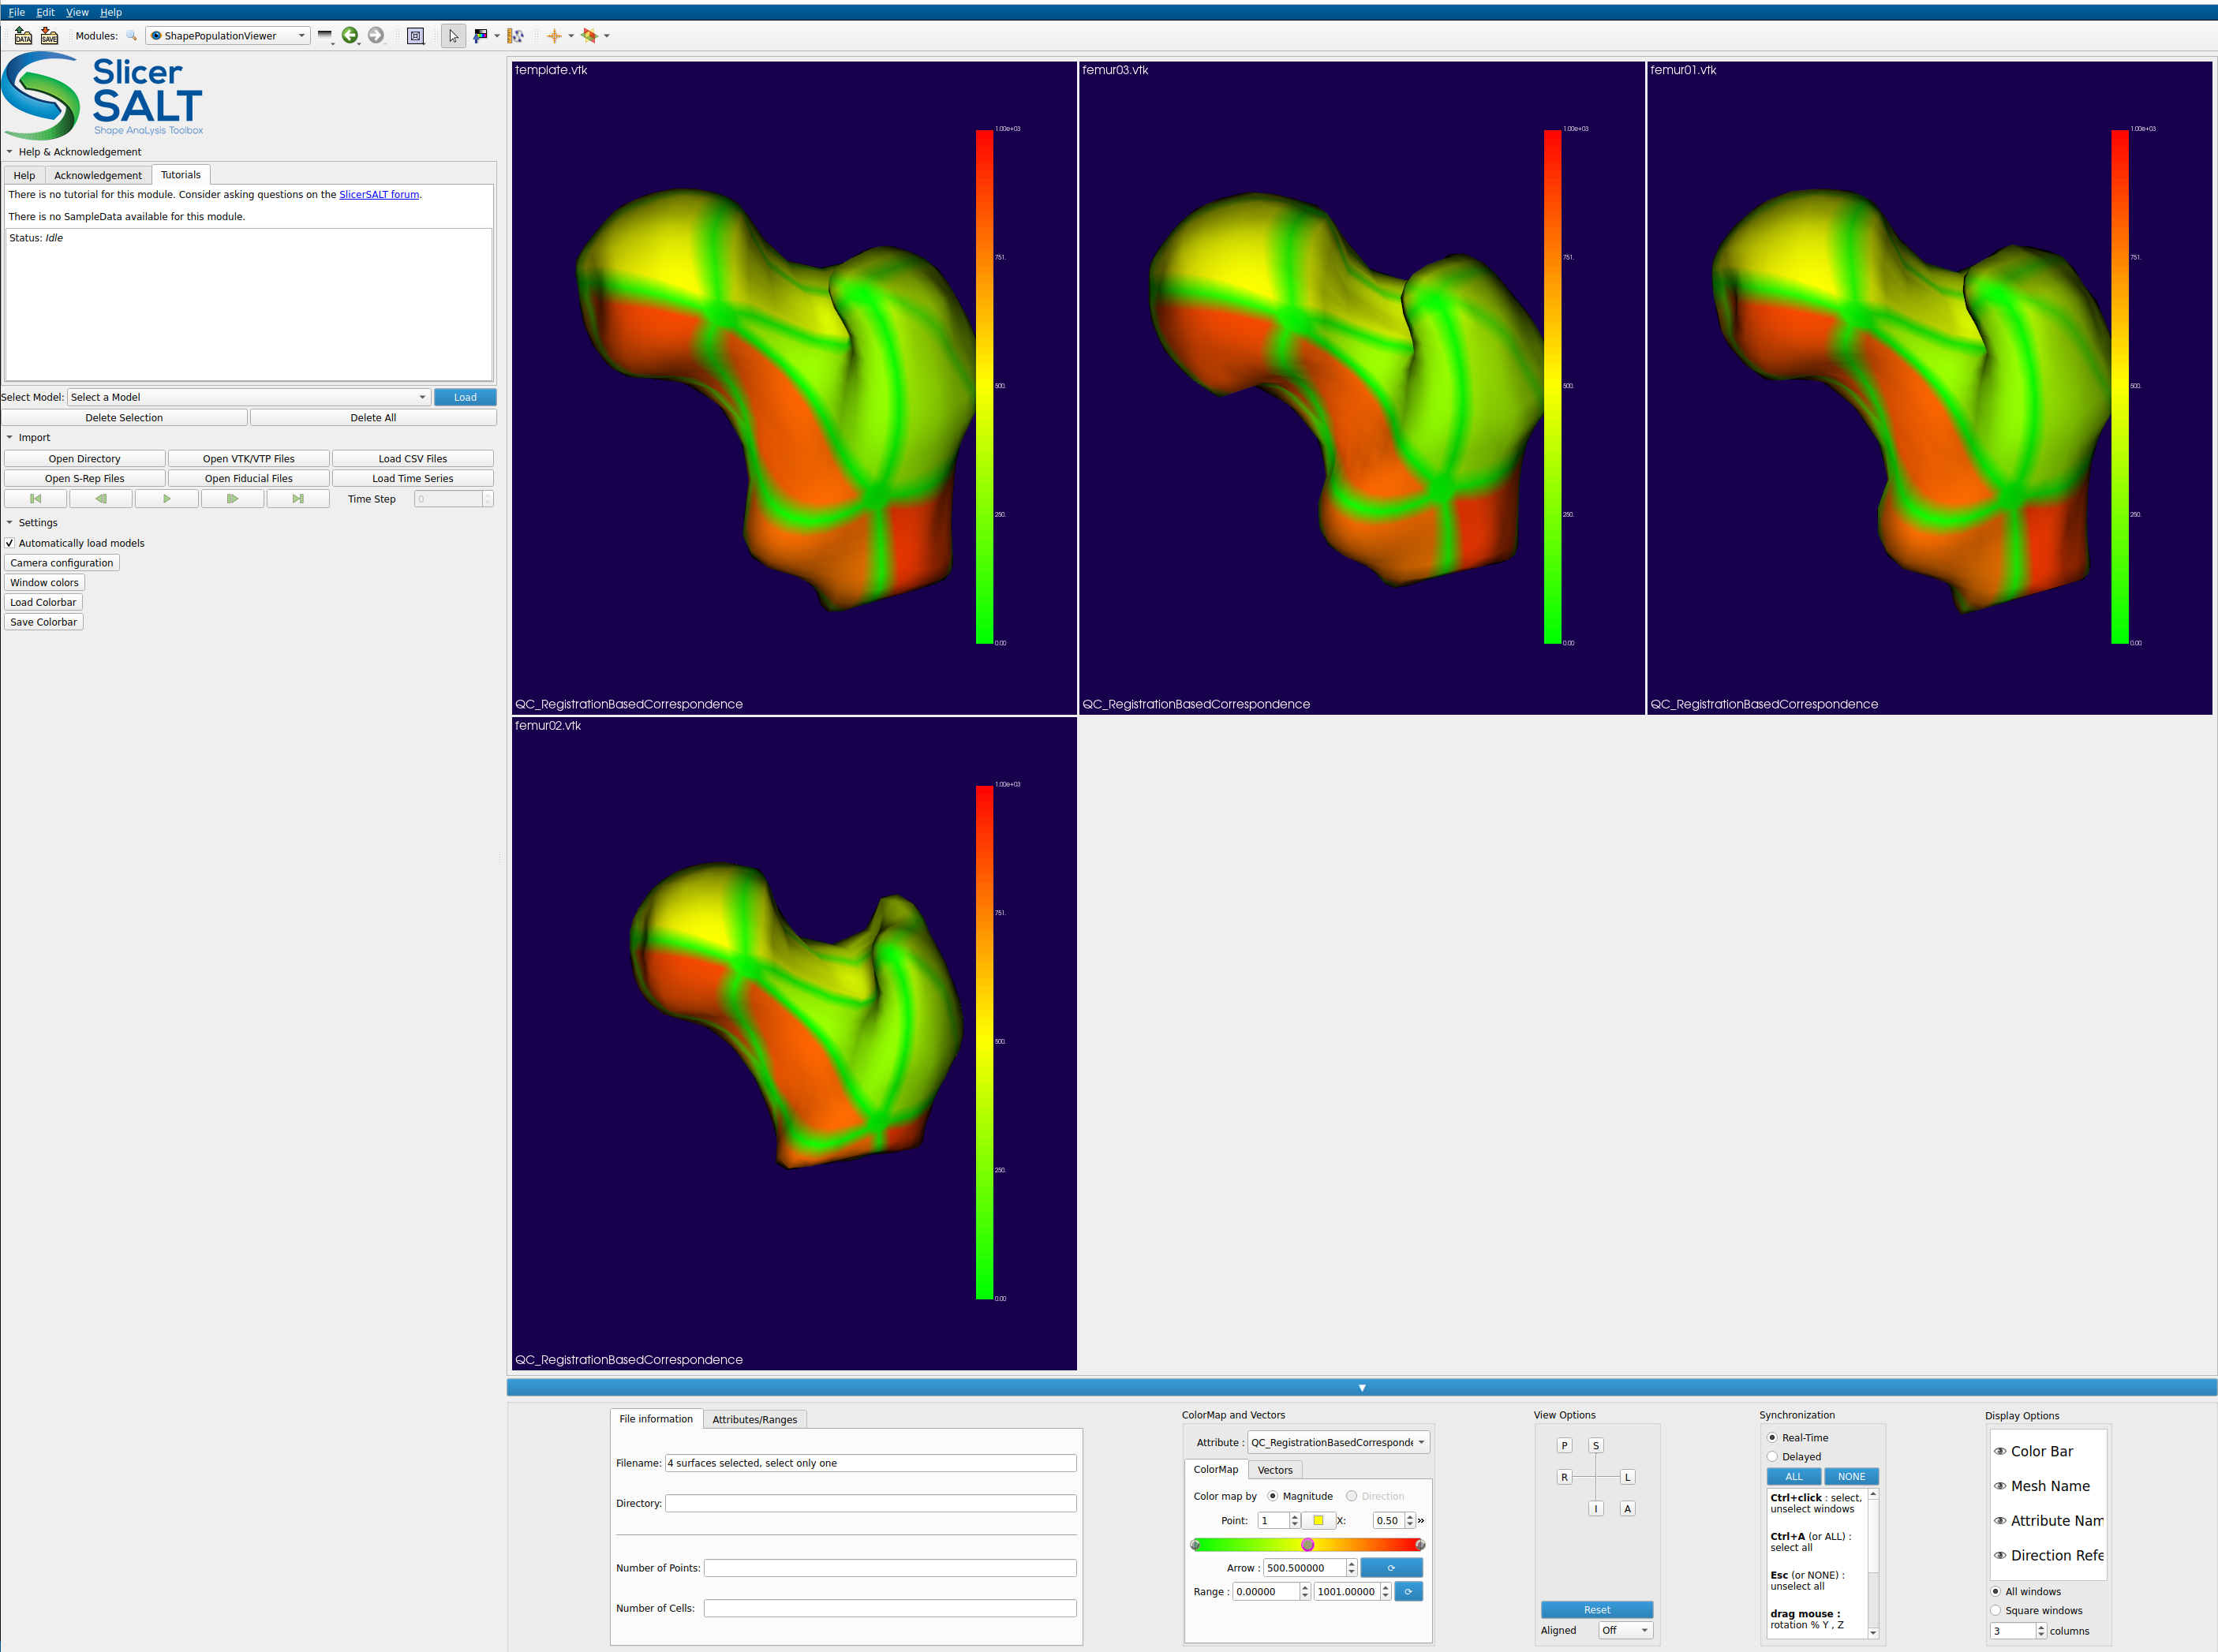 File Edit View Help
DATA SAVE Modules: ShapePopulationViewer
Slicer
SALT
Shape AnaLysis Toolbox
Help & Acknowledgement
Help Acknowledgement Tutorials
There is no tutorial for this module. Consider asking questions on the SlicerSALT forum.
There is no SampleData available for this module.
Status: Idle
Select Model: Select a Model Load
Delete Selection Delete All
Import
Open Directory Open VTK/VTP Files Load CSV Files
Open S-Rep Files Open Fiducial Files Load Time Series
Time Step 0
Settings
Automatically load models
Camera configuration
Window colors
Load Colorbar
Save Colorbar
template.vtk
1.00e+03
751.
500.
250.
0.00
QC_RegistrationBasedCorrespondence
femur03.vtk
1.00e+03
751.
500.
250.
0.00
QC_RegistrationBasedCorrespondence
femur01.vtk
1.00e+03
751.
500.
250.
0.00
QC_RegistrationBasedCorrespondence
femur02.vtk
1.00e+03
751.
500.
250.
0.00
QC_RegistrationBasedCorrespondence
File information Attributes/Ranges
Filename: 4 surfaces selected, select only one
Directory:
Number of Points:
Number of Cells:
ColorMap and Vectors
Attribute : QC_RegistrationBasedCorresponde
ColorMap Vectors
Color map by Magnitude Direction
Point: 1 X: 0.50 »
Arrow : 500.500000
Range : 0.00000 1001.00000
View Options
P S
R L
I A
Reset
Aligned Off
Synchronization
Real-Time
Delayed
ALL NONE
Ctrl+click : select,
unselect windows
Ctrl+A (or ALL) :
select all
Esc (or NONE) :
unselect all
drag mouse :
rotation % Y , Z
Display Options
Color Bar
Mesh Name
Attribute Nam
Direction Refe
All windows
Square windows
3 columns